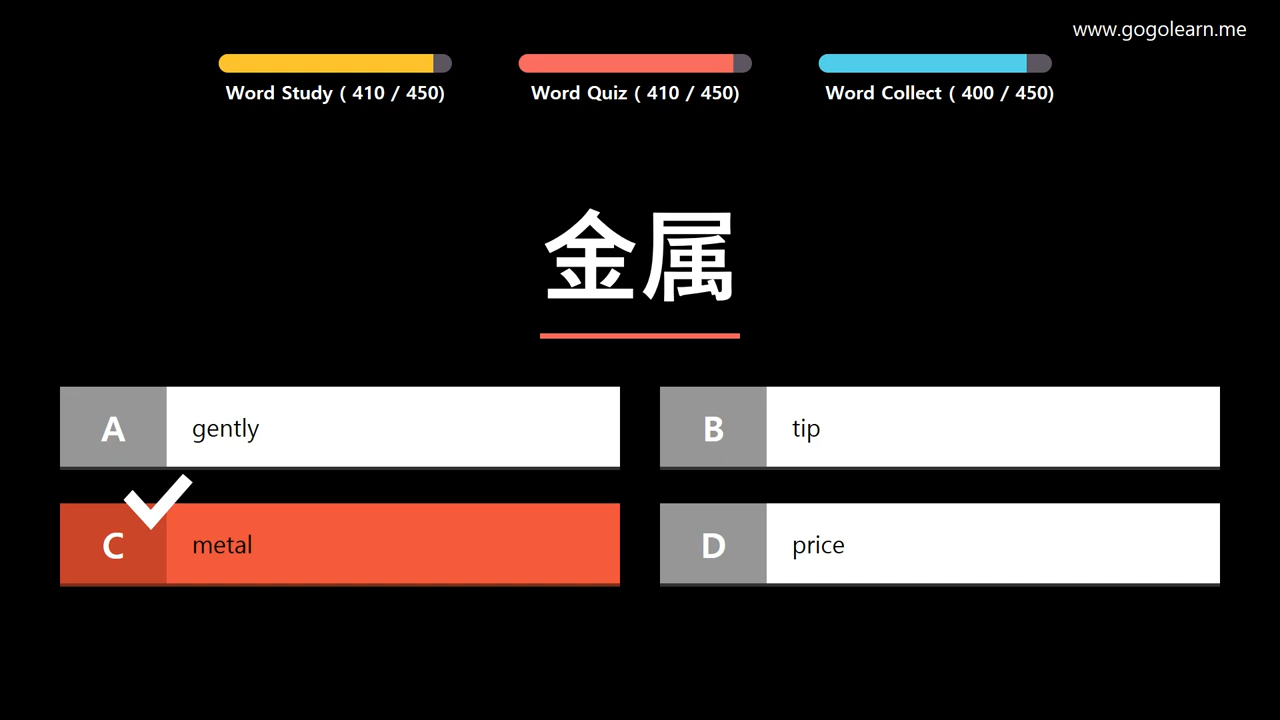 www.gogolearn.me
Word Study ( 410 / 450)
Word Quiz ( 410 / 450)
Word Collect ( 400 / 450)
金属
A gently
B tip
C metal
D price